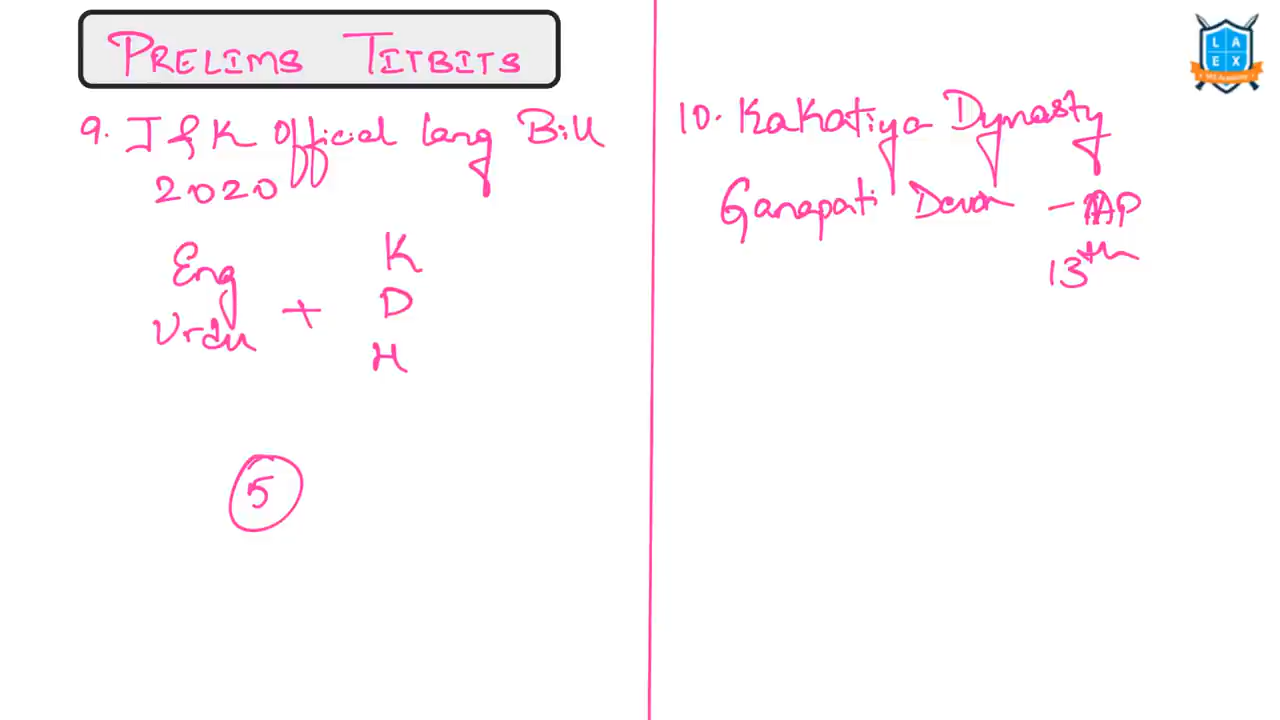 PRELIMS TITBITS
9. J & K Official Lang Bill
2020
Eng
Urdu
+
K
D
H
5
10. Kakatiya Dynasty
Ganapati Deva - AP
13th
L A
E X